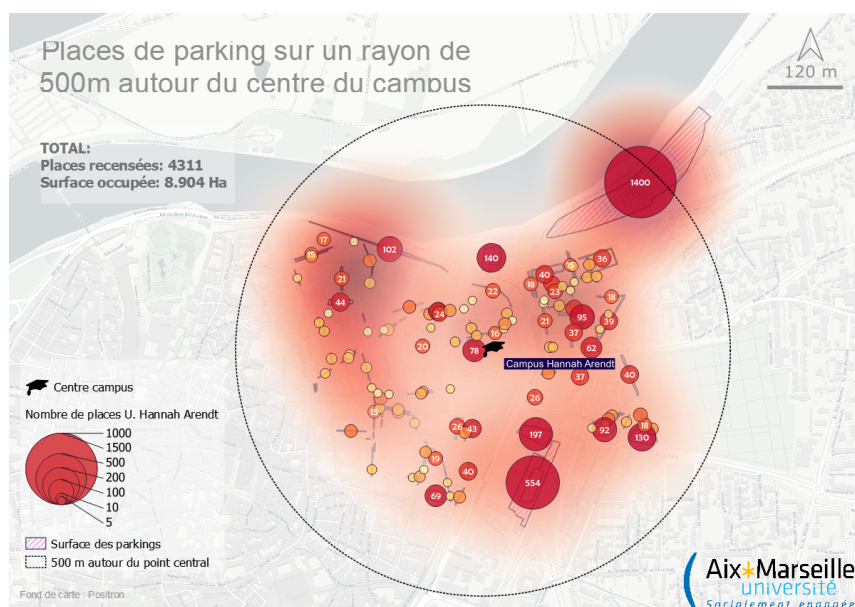 Places de parking sur un rayon de
500m autour du centre du campus
120 m
TOTAL:
Places recensées: 4311
Surface occupée: 8.904 Ha
1400
17
15
102
140
36
15
40
21
18
23
22
18
44
24
95
21
39
16
37
20
78
62
Campus Hannah Arendt
37
40
26
15
26
43
197
92
18
130
19
40
554
69
Centre campus
Nombre de places U. Hannah Arendt
1000
1500
500
200
100
10
5
Surface des parkings
500 m autour du point central
Fond de carte : Positron
Aix Marseille
université
Socialement engagée